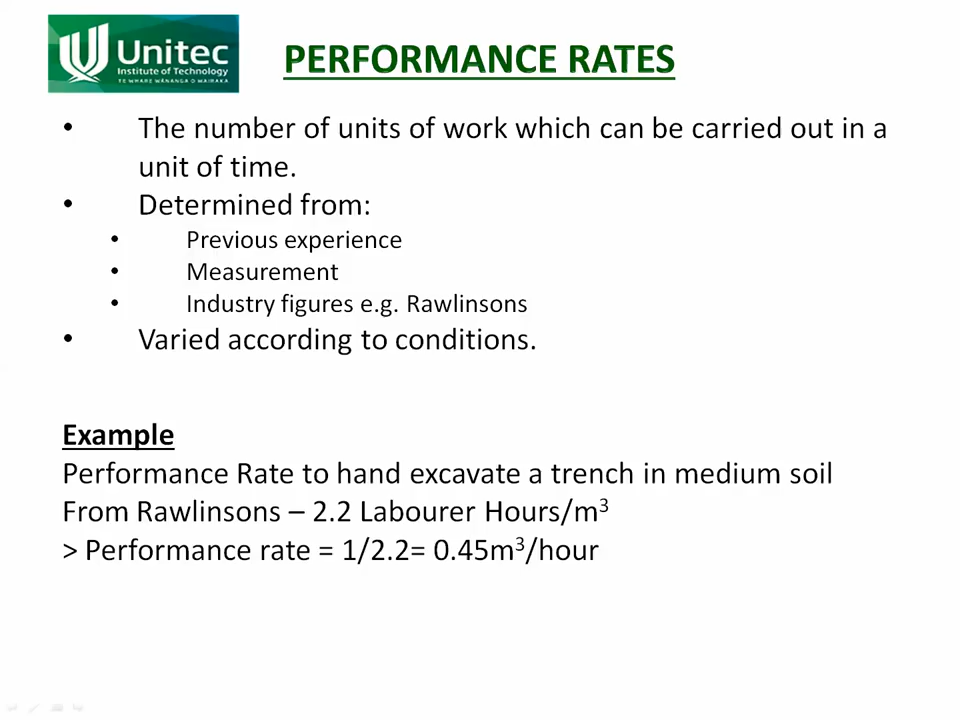 Unitec
Institute of Technology
TE WHARE WĀNANGA O WAIRAKA
PERFORMANCE RATES
• The number of units of work which can be carried out in a
unit of time.
• Determined from:
• Previous experience
• Measurement
• Industry figures e.g. Rawlinsons
• Varied according to conditions.
Example
Performance Rate to hand excavate a trench in medium soil
From Rawlinsons – 2.2 Labourer Hours/m³
> Performance rate = 1/2.2= 0.45m³/hour